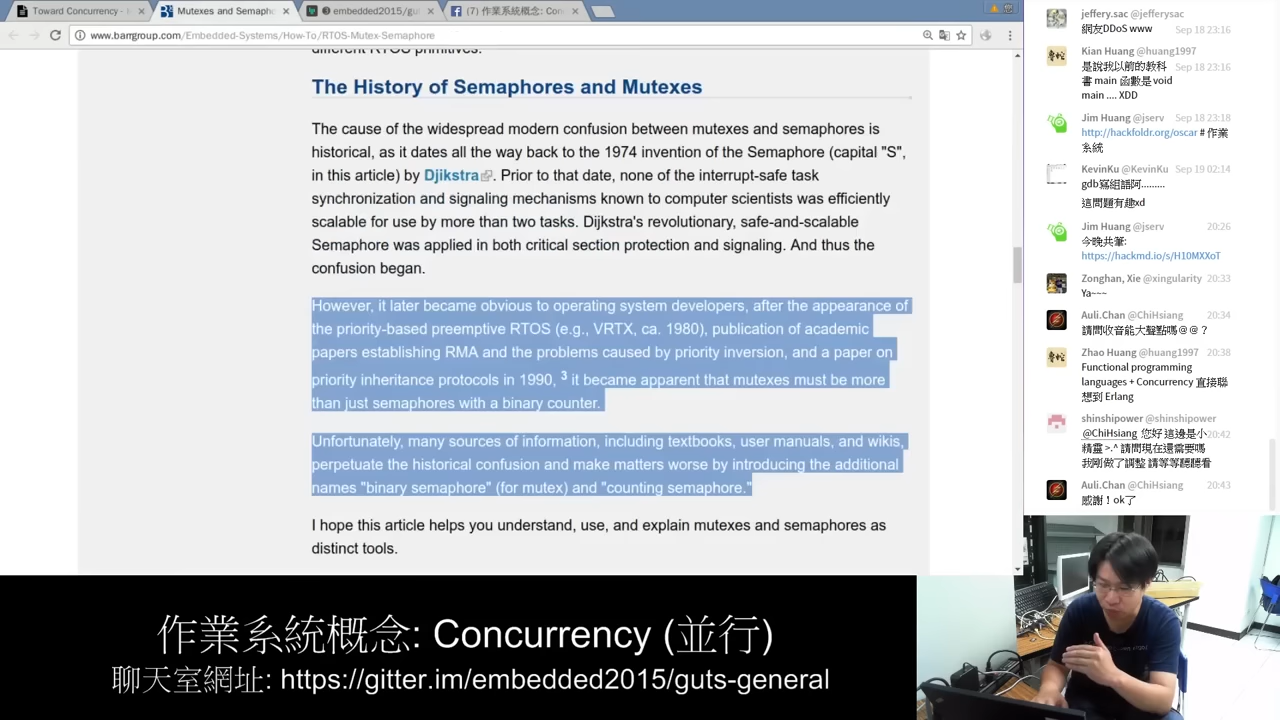 Toward Concurrency -
Mutexes and Semapho
embedded2015/gut
(7) 作業系統概念: Con
www.barrgroup.com/Embedded-Systems/How-To/RTOS-Mutex-Semaphore
different RTOS primitives.
The History of Semaphores and Mutexes
The cause of the widespread modern confusion between mutexes and semaphores is
historical, as it dates all the way back to the 1974 invention of the Semaphore (capital "S",
in this article) by Djikstra. Prior to that date, none of the interrupt-safe task
synchronization and signaling mechanisms known to computer scientists was efficiently
scalable for use by more than two tasks. Dijkstra's revolutionary, safe-and-scalable
Semaphore was applied in both critical section protection and signaling. And thus the
confusion began.
However, it later became obvious to operating system developers, after the appearance of
the priority-based preemptive RTOS (e.g., VRTX, ca. 1980), publication of academic
papers establishing RMA and the problems caused by priority inversion, and a paper on
priority inheritance protocols in 1990, 3 it became apparent that mutexes must be more
than just semaphores with a binary counter.
Unfortunately, many sources of information, including textbooks, user manuals, and wikis,
perpetuate the historical confusion and make matters worse by introducing the additional
names "binary semaphore" (for mutex) and "counting semaphore."
I hope this article helps you understand, use, and explain mutexes and semaphores as
distinct tools.
jeffery.sac @jefferysac
網友DDoS www Sep 18 23:16
Kian Huang @huang1997
是說我以前的教科 Sep 18 23:16
書 main 函數是 void
main .... XDD
Jim Huang @jserv Sep 18 23:18
http://hackfoldr.org/oscar # 作業
系統
KevinKu @KevinKu Sep 19 02:14
gdb寫組語阿.........
這問題有趣xd
Jim Huang @jserv 20:26
今晚共筆:
https://hackmd.io/s/H10MXXoT
Zonghan, Xie @xingularity 20:33
Ya~~~
Auli.Chan @ChiHsiang 20:34
請問收音能大聲點嗎＠＠？
Zhao Huang @huang1997 20:38
Functional programming
languages + Concurrency 直接聯
想到 Erlang
shinshipower @shinshipower
@ChiHsiang 您好 這邊是小 20:42
精靈 >.^ 請問現在還需要嗎
我剛做了調整 請等等聽聽看
Auli.Chan @ChiHsiang 20:43
感謝！ok了
作業系統概念: Concurrency (並行)
聊天室網址: https://gitter.im/embedded2015/guts-general